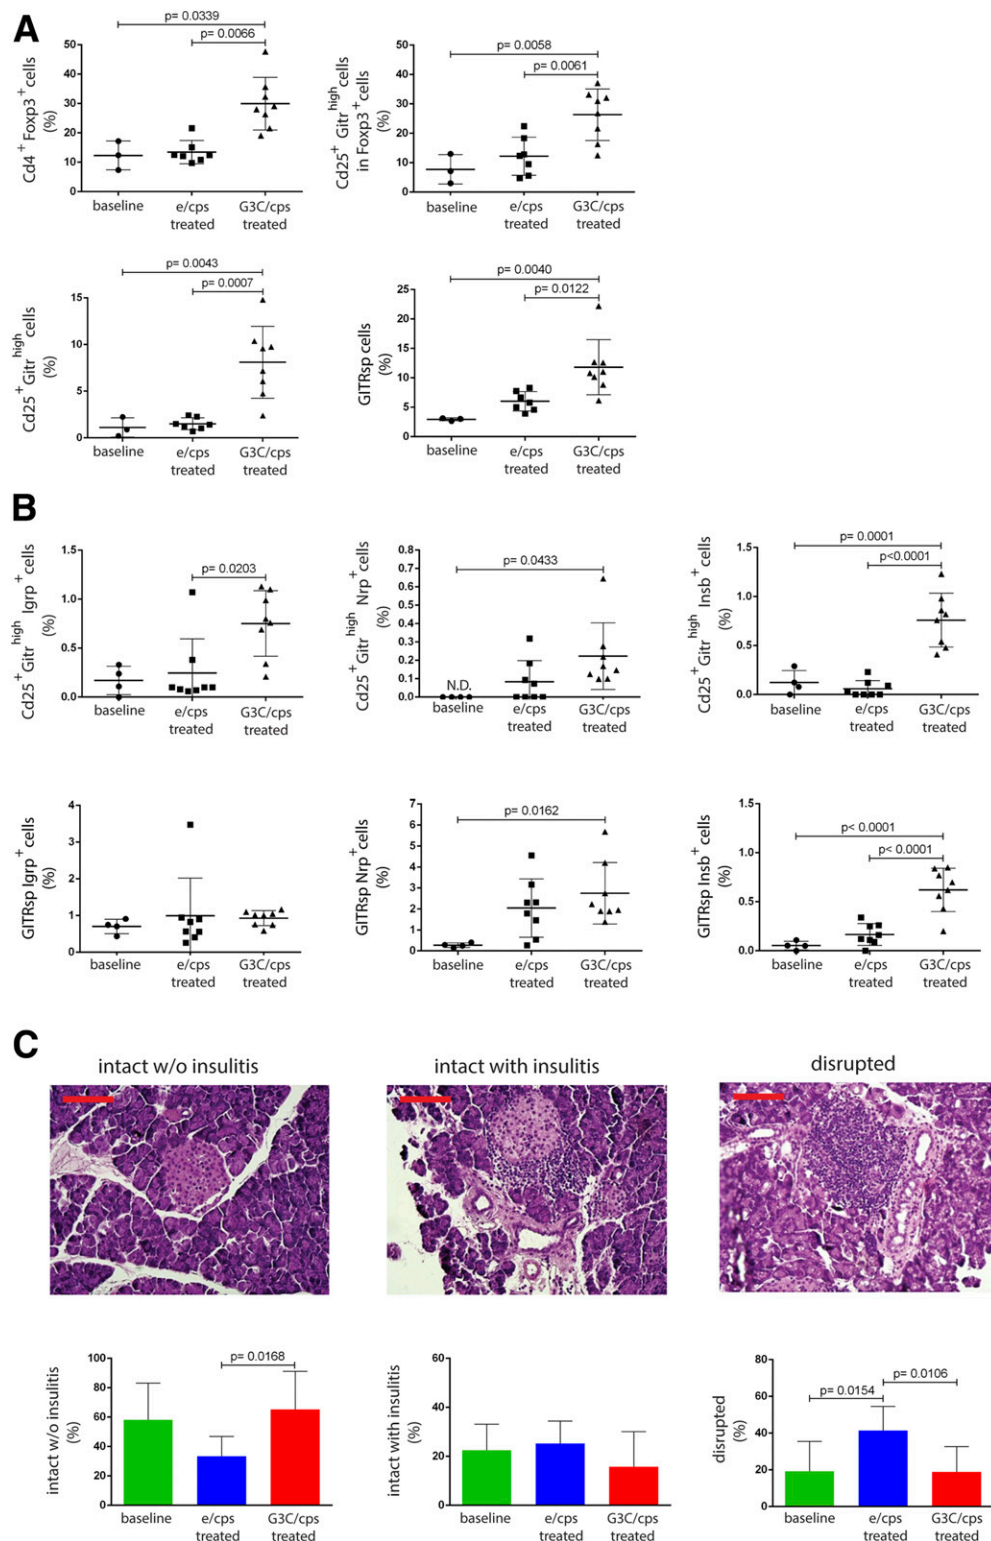 A
p= 0.0339
p= 0.0066
Cd4+ Foxp3+ cells
(%)
50
40
30
20
10
0
baseline
e/cps
treated
G3C/cps
treated
p= 0.0058
p= 0.0061
Cd25+ Gitrhigh cells
in Foxp3+ cells
(%)
50
40
30
20
10
0
baseline
e/cps
treated
G3C/cps
treated
p= 0.0043
p= 0.0007
Cd25+ Gitrhigh cells
(%)
15
10
5
0
baseline
e/cps
treated
G3C/cps
treated
p= 0.0040
p= 0.0122
GITRsp cells
(%)
25
20
15
10
5
0
baseline
e/cps
treated
G3C/cps
treated
B
p= 0.0203
Cd25+ Gitrhigh Igrp+ cells
(%)
1.5
1.0
0.5
0.0
baseline
e/cps
treated
G3C/cps
treated
p= 0.0433
Cd25+ Gitrhigh Nrp+ cells
(%)
0.8
0.7
0.6
0.5
0.4
0.3
0.2
0.1
0.0
N.D.
baseline
e/cps
treated
G3C/cps
treated
p= 0.0001
p<0.0001
Cd25+ Gitrhigh Insb+ cells
(%)
1.5
1.0
0.5
0.0
baseline
e/cps
treated
G3C/cps
treated
GITRsp Igrp+ cells
(%)
4
3
2
1
0
baseline
e/cps
treated
G3C/cps
treated
p= 0.0162
GITRsp Nrp+ cells
(%)
7
6
5
4
3
2
1
0
baseline
e/cps
treated
G3C/cps
treated
p< 0.0001
p< 0.0001
GITRsp Insb+ cells
(%)
1.5
1.0
0.5
0.0
baseline
e/cps
treated
G3C/cps
treated
C
intact w/o insulitis
intact with insulitis
disrupted
p= 0.0168
intact w/o insulitis
(%)
100
80
60
40
20
0
baseline
e/cps
treated
G3C/cps
treated
intact with insulitis
(%)
60
40
20
0
baseline
e/cps
treated
G3C/cps
treated
p= 0.0154
p= 0.0106
disrupted
(%)
80
60
40
20
0
baseline
e/cps
treated
G3C/cps
treated